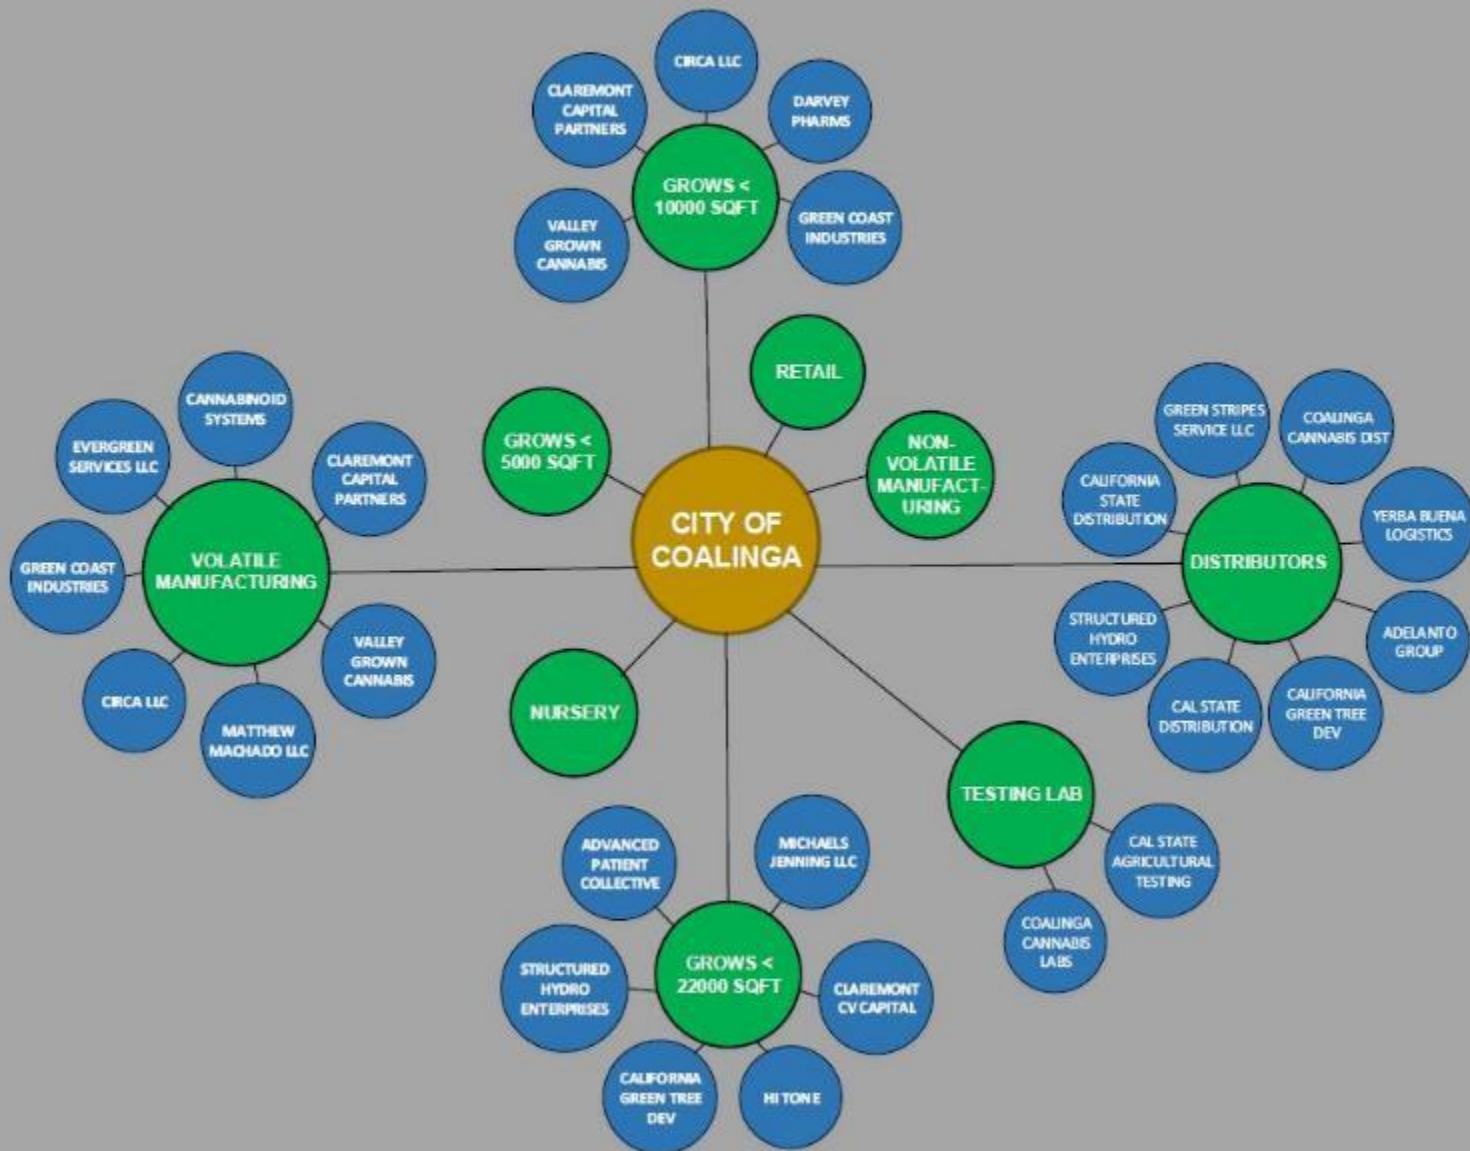 CIRCA LLC
CLAREMONT
CAPITAL
PARTNERS
DARVEY
PHARMS
GROWS <
10000 SQFT
VALLEY
GROWN
CANNABIS
GREEN COAST
INDUSTRIES
RETAIL
GROWS <
5000 SQFT
NON-
VOLATILE
MANUFACT-
URING
CITY OF
COALINGA
CANNABINOID
SYSTEMS
EVERGREEN
SERVICES LLC
CLAREMONT
CAPITAL
PARTNERS
GREEN COAST
INDUSTRIES
VOLATILE
MANUFACTURING
VALLEY
GROWN
CANNABIS
CIRCA LLC
MATTHEW
MACHADO LLC
GREEN STRIPES
SERVICE LLC
COALINGA
CANNABIS DIST
CALIFORNIA
STATE
DISTRIBUTION
YERBA BUENA
LOGISTICS
DISTRIBUTORS
STRUCTURED
HYDRO
ENTERPRISES
ADELANTO
GROUP
CAL STATE
DISTRIBUTION
CALIFORNIA
GREEN TREE
DEV
NURSERY
TESTING LAB
CAL STATE
AGRICULTURAL
TESTING
COALINGA
CANNABIS
LABS
ADVANCED
PATIENT
COLLECTIVE
MICHAELS
JENNING LLC
STRUCTURED
HYDRO
ENTERPRISES
GROWS <
22000 SQFT
CLAREMONT
CV CAPITAL
CALIFORNIA
GREEN TREE
DEV
HI TONE